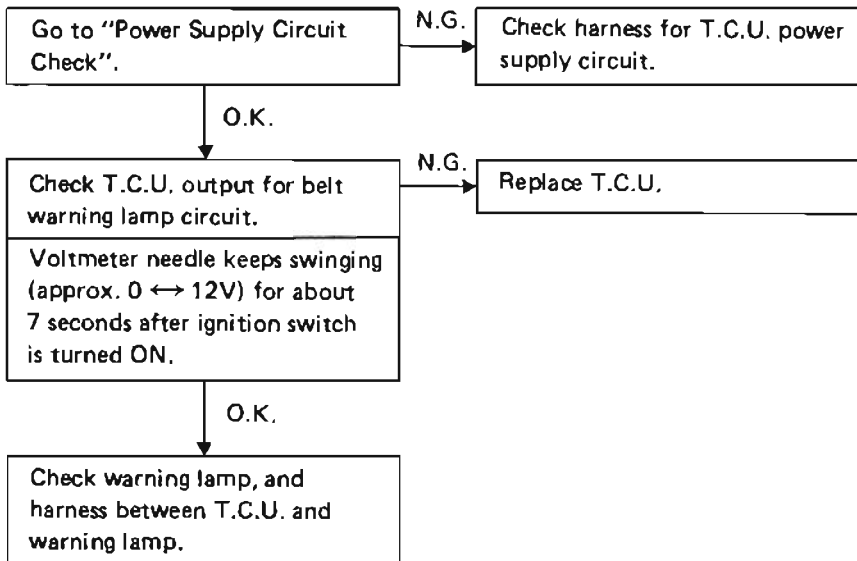 Go to “Power Supply Circuit
Check”.
N.G.
Check harness for T.C.U. power
supply circuit.
O.K.
Check T.C.U. output for belt
warning lamp circuit.
N.G.
Replace T.C.U.
Voltmeter needle keeps swinging
(approx. 0 ↔ 12V) for about
7 seconds after ignition switch
is turned ON.
O.K.
Check warning lamp, and
harness between T.C.U. and
warning lamp.